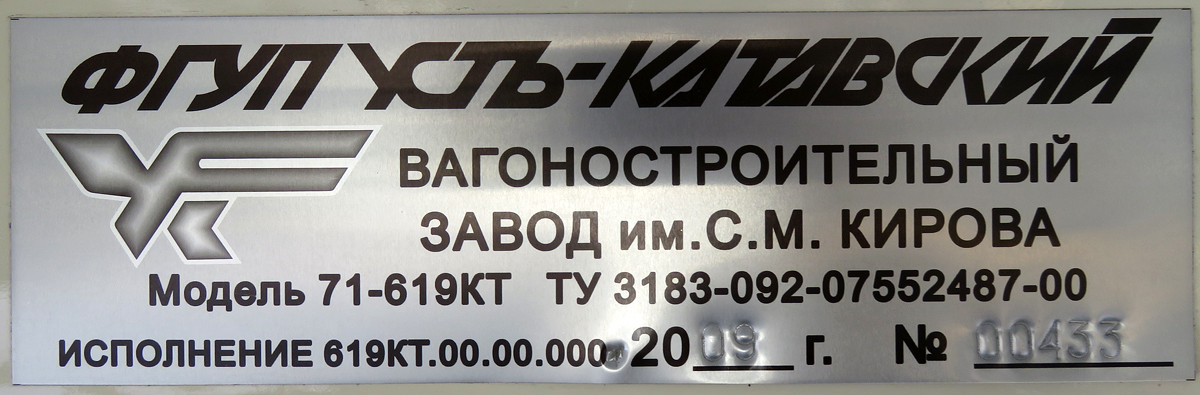 ФГУП УСТЬ-КАТАВСКИЙ
ВАГОНОСТРОИТЕЛЬНЫЙ
ЗАВОД им. С.М. КИРОВА
Модель 71-619КТ ТУ 3183-092-07552487-00
ИСПОЛНЕНИЕ 619КТ.00.00.000 2009 г. № 00433